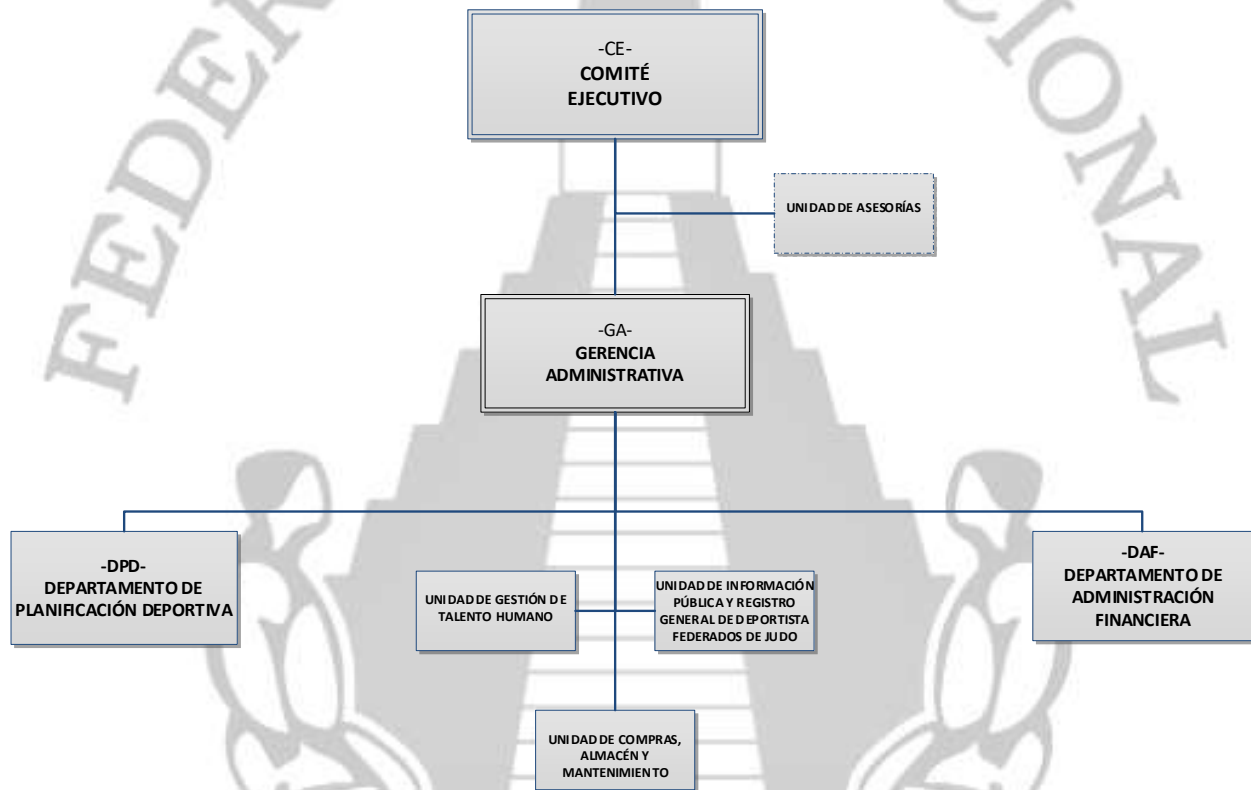 FEDER
CIONAL
-CE-
COMITÉ
EJECUTIVO
UNIDAD DE ASESORÍAS
-GA-
GERENCIA
ADMINISTRATIVA
-DPD-
DEPARTAMENTO DE
PLANIFICACIÓN DEPORTIVA
UNIDAD DE GESTIÓN DE
TALENTO HUMANO
UNIDAD DE INFORMACIÓN
PÚBLICA Y REGISTRO
GENERAL DE DEPORTISTA
FEDERADOS DE JUDO
-DAF-
DEPARTAMENTO DE
ADMINISTRACIÓN
FINANCIERA
UNIDAD DE COMPRAS,
ALMACÉN Y
MANTENIMIENTO